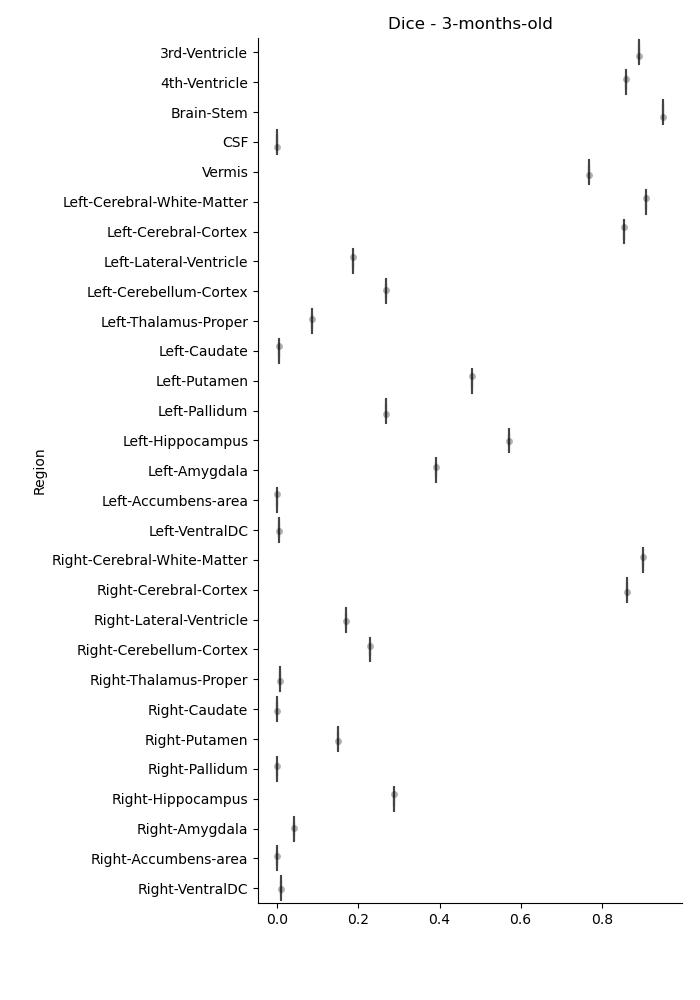 Dice - 3-months-old
3rd-Ventricle
4th-Ventricle
Brain-Stem
CSF
Vermis
Left-Cerebral-White-Matter
Left-Cerebral-Cortex
Left-Lateral-Ventricle
Left-Cerebellum-Cortex
Left-Thalamus-Proper
Left-Caudate
Left-Putamen
Left-Pallidum
Left-Hippocampus
Left-Amygdala
Left-Accumbens-area
Left-VentralDC
Right-Cerebral-White-Matter
Right-Cerebral-Cortex
Right-Lateral-Ventricle
Right-Cerebellum-Cortex
Right-Thalamus-Proper
Right-Caudate
Right-Putamen
Right-Pallidum
Right-Hippocampus
Right-Amygdala
Right-Accumbens-area
Right-VentralDC
Region
0.0 0.2 0.4 0.6 0.8